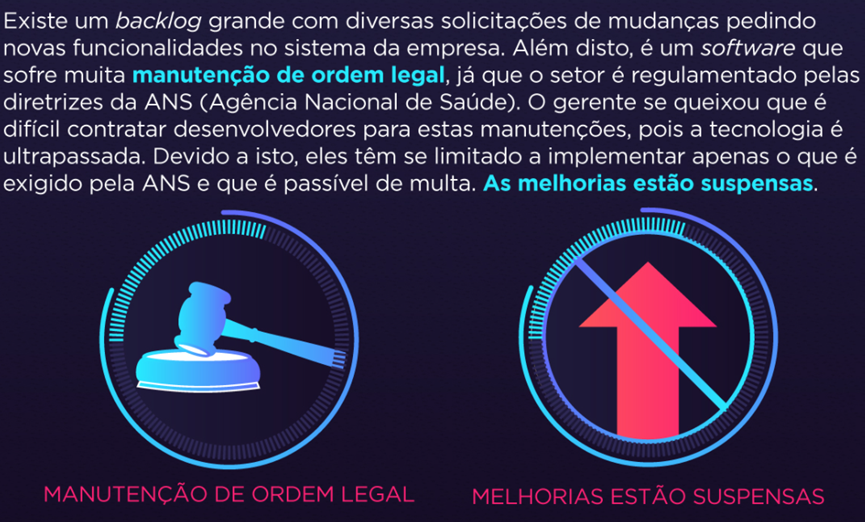 Existe um backlog grande com diversas solicitações de mudanças pedindo
novas funcionalidades no sistema da empresa. Além disto, é um software que
sofre muita manutenção de ordem legal, já que o setor é regulamentado pelas
diretrizes da ANS (Agência Nacional de Saúde). O gerente se queixou que é
difícil contratar desenvolvedores para estas manutenções, pois a tecnologia é
ultrapassada. Devido a isto, eles têm se limitado a implementar apenas o que é
exigido pela ANS e que é passível de multa. As melhorias estão suspensas.
MANUTENÇÃO DE ORDEM LEGAL
MELHORIAS ESTÃO SUSPENSAS